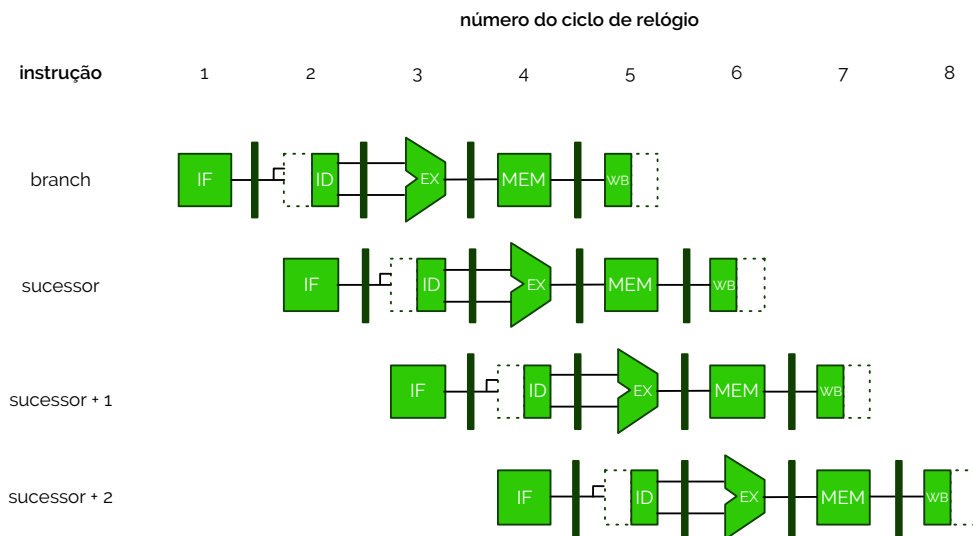 número do ciclo de relógio
instrução 1 2 3 4 5 6 7 8
branch IF ID EX MEM WB
sucessor IF ID EX MEM WB
sucessor + 1 IF ID EX MEM WB
sucessor + 2 IF ID EX MEM WB